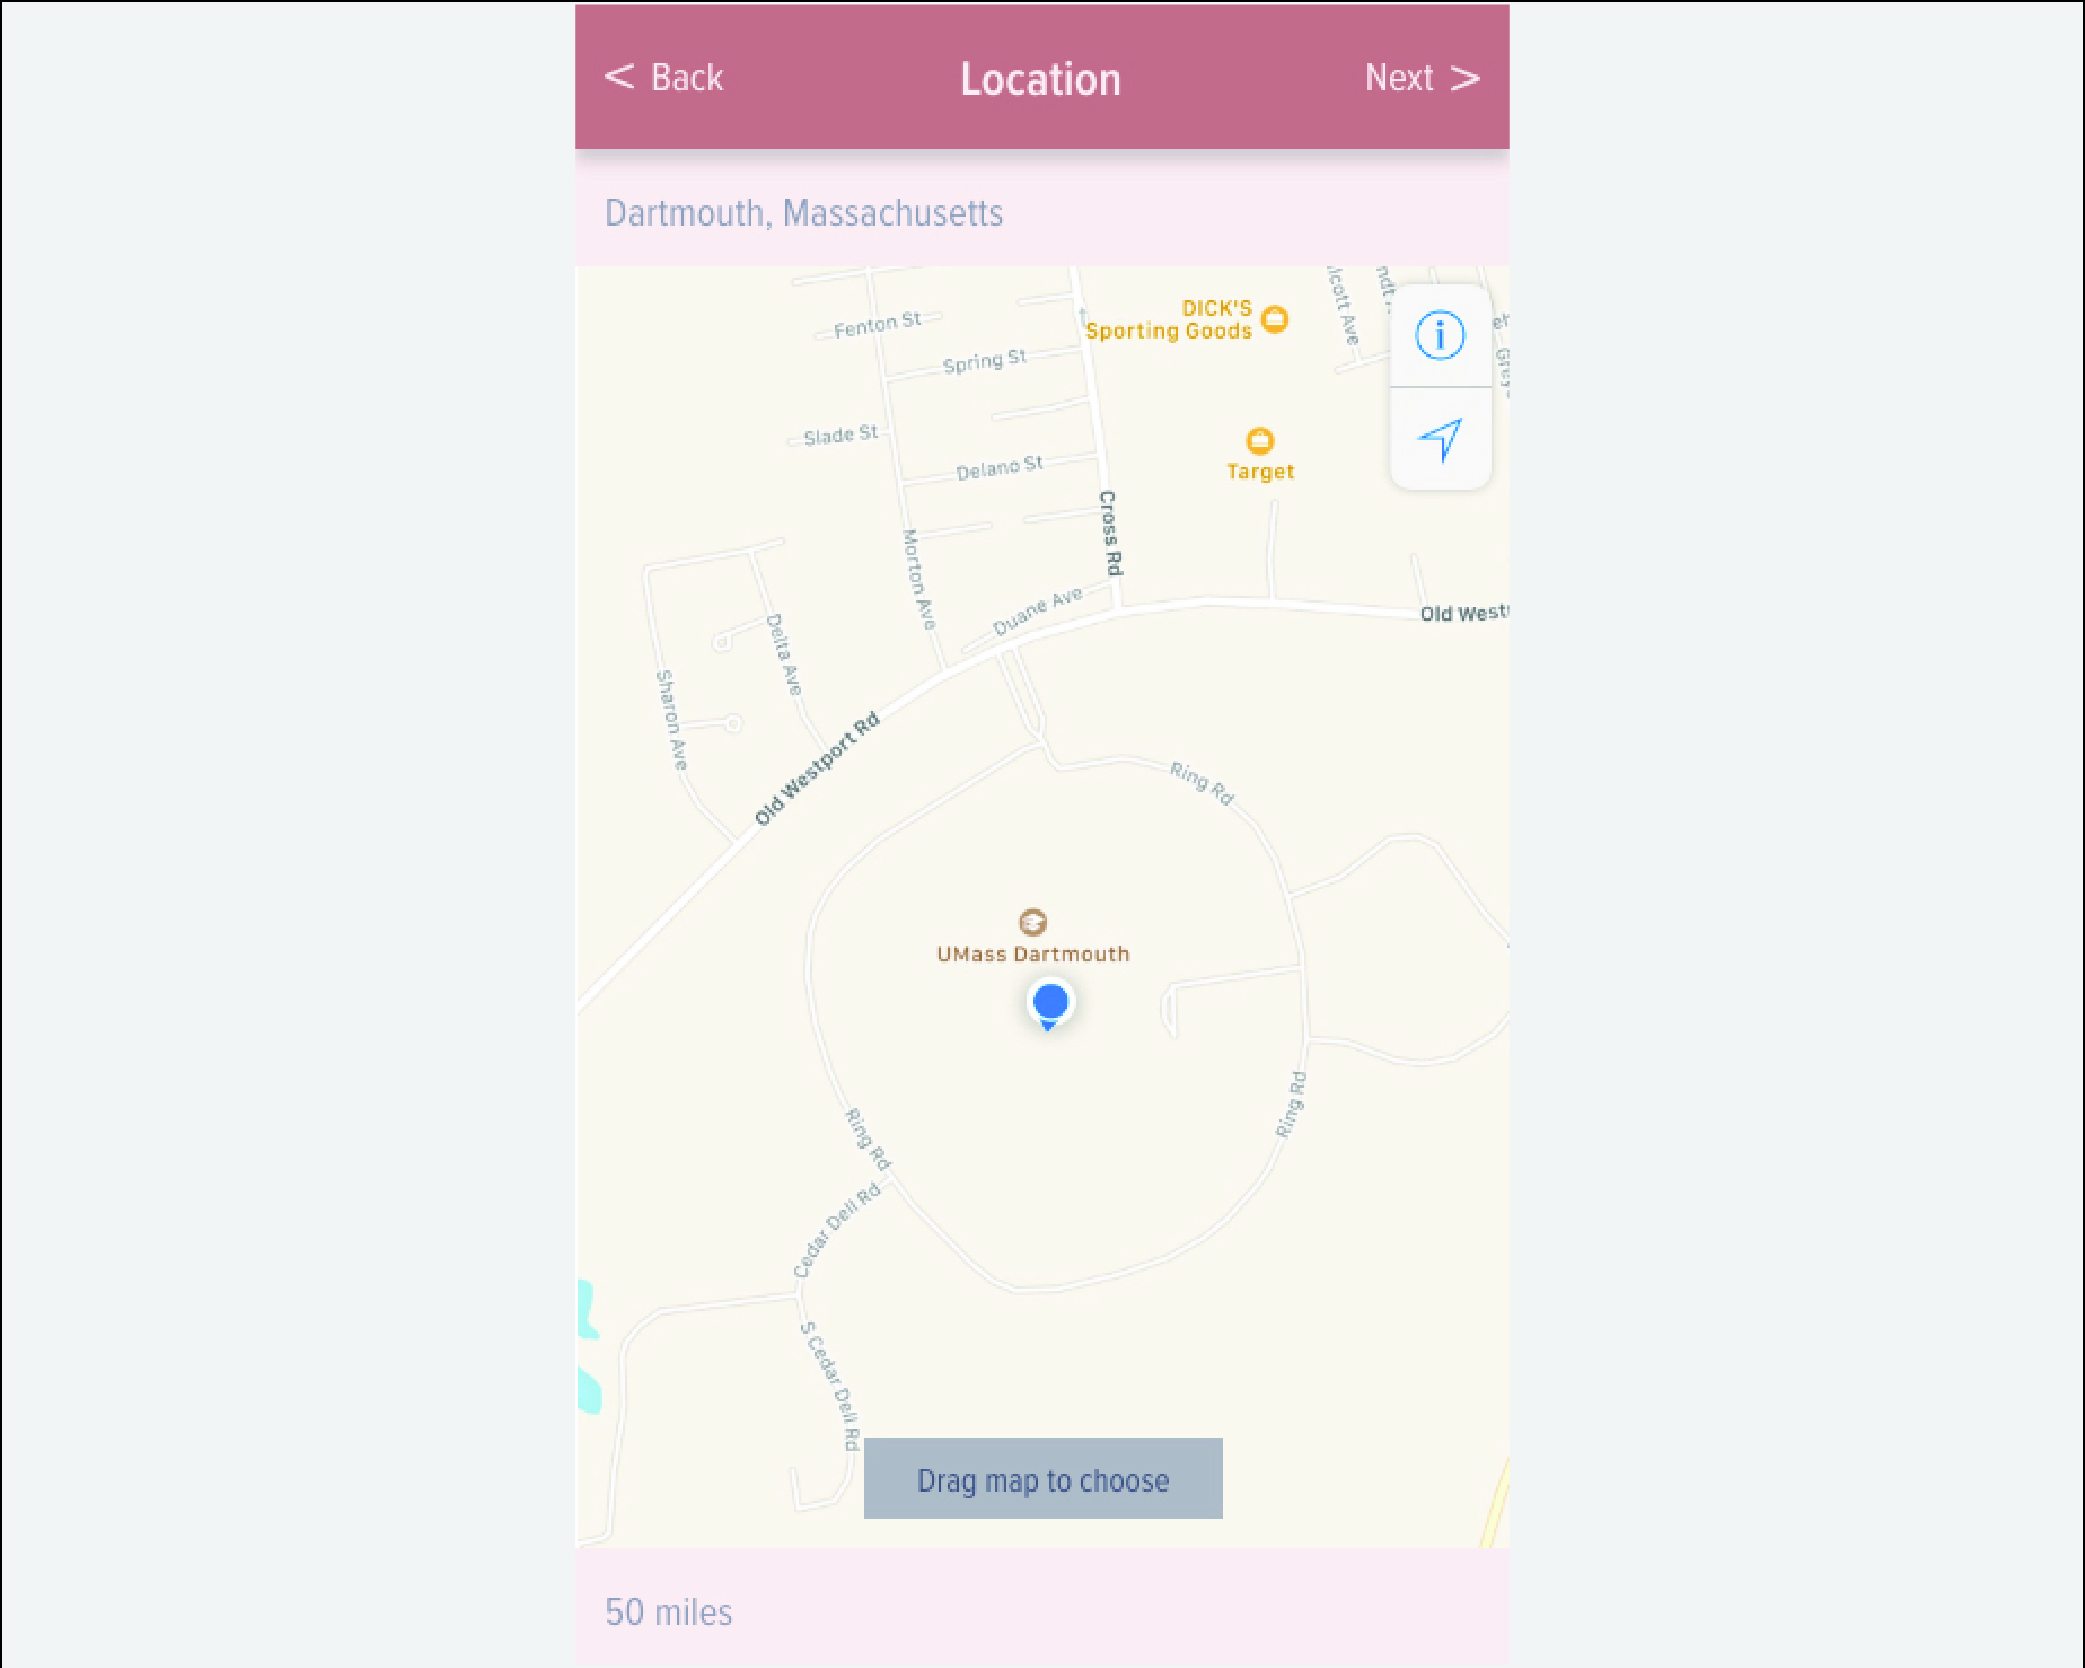 < Back Location Next >
Dartmouth, Massachusetts
DICK'S
Sporting Goods
Fenton St
Spring St
Slade St
Delano St
Target
Cross Rd
Morton Ave
Duane Ave
Old West
Delta Ave
Sharon Ave
Old Westport Rd
Ring Rd
UMass Dartmouth
Ring Rd
Ring Rd
Cedar Dell Rd
S Cedar Dell Rd
Drag map to choose
50 miles